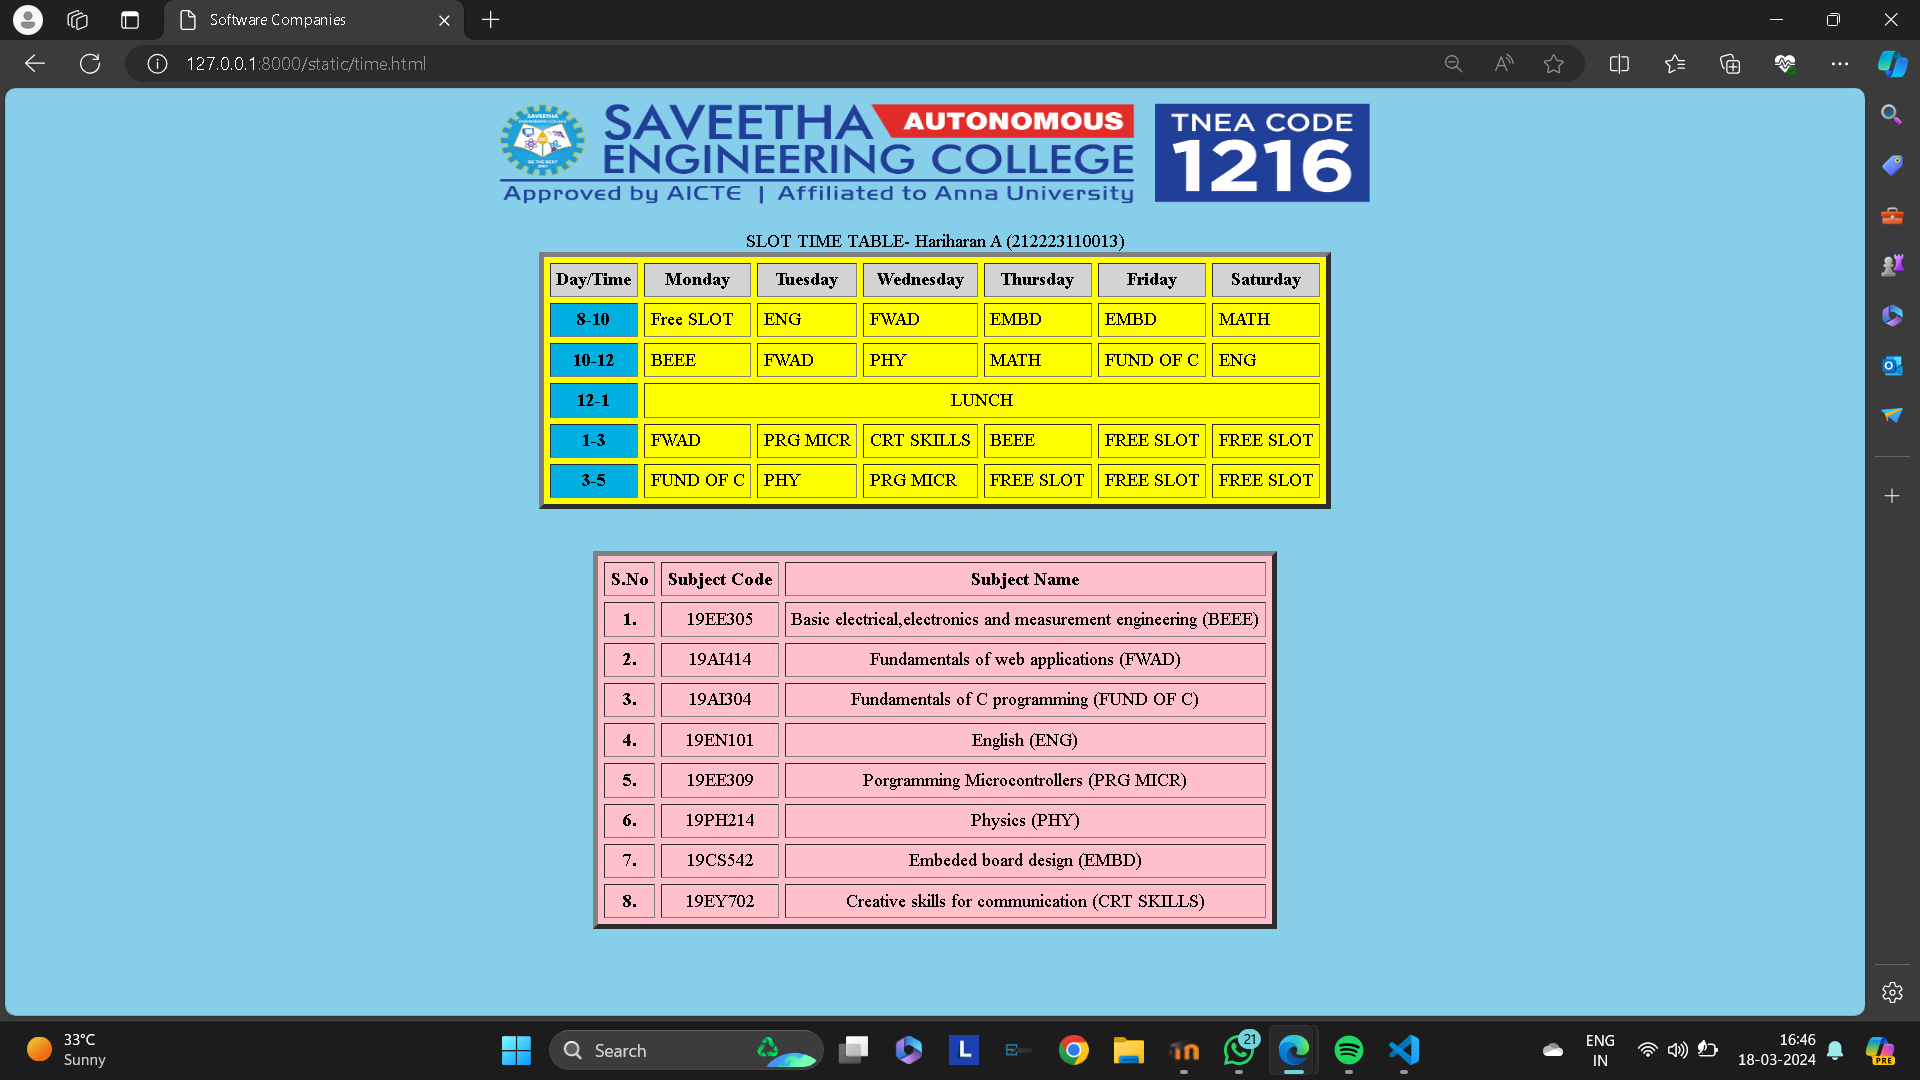 Software Companies
127.0.0.1:8000/static/time.html
SAVEETHA AUTONOMOUS
ENGINEERING COLLEGE
Approved by AICTE | Affiliated to Anna University
TNEA CODE
1216
SAVEETHA
SLOT TIME TABLE- Hariharan A (212223110013)
Day/Time Monday Tuesday Wednesday Thursday Friday Saturday
8-10 Free SLOT ENG FWAD EMBD EMBD MATH
10-12 BEEE FWAD PHY MATH FUND OF C ENG
12-1 LUNCH
1-3 FWAD PRG MICR CRT SKILLS BEEE FREE SLOT FREE SLOT
3-5 FUND OF C PHY PRG MICR FREE SLOT FREE SLOT FREE SLOT
S.No Subject Code Subject Name
1. 19EE305 Basic electrical,electronics and measurement engineering (BEEE)
2. 19AI414 Fundamentals of web applications (FWAD)
3. 19AI304 Fundamentals of C programming (FUND OF C)
4. 19EN101 English (ENG)
5. 19EE309 Porgramming Microcontrollers (PRG MICR)
6. 19PH214 Physics (PHY)
7. 19CS542 Embeded board design (EMBD)
8. 19EY702 Creative skills for communication (CRT SKILLS)
33°C
Sunny
Search
L
21
ENG
IN
16:46
18-03-2024
PRE